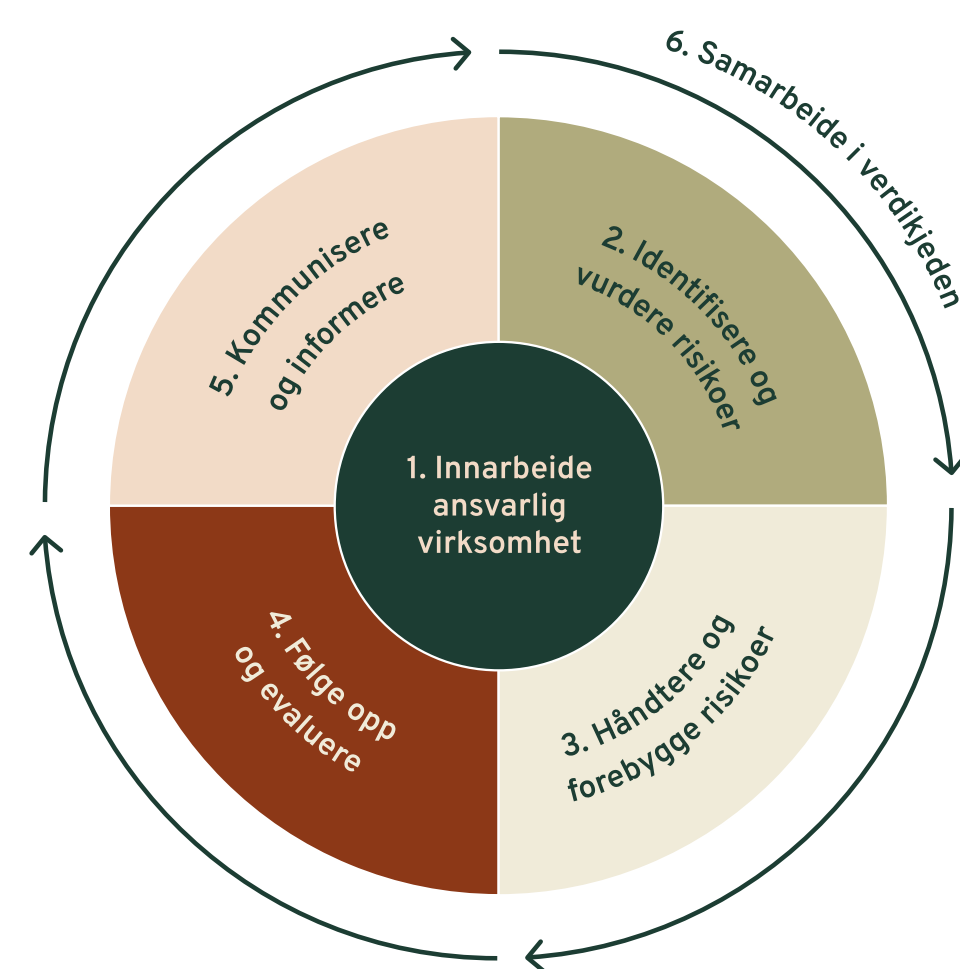 1. Innarbeide
ansvarlig
virksomhet
2. Identifisere og
vurdere risikoer
3. Håndtere og
forebygge risikoer
4. Følge opp
og evaluere
5. Kommunisere
og informere
6. Samarbeide i verdikjeden